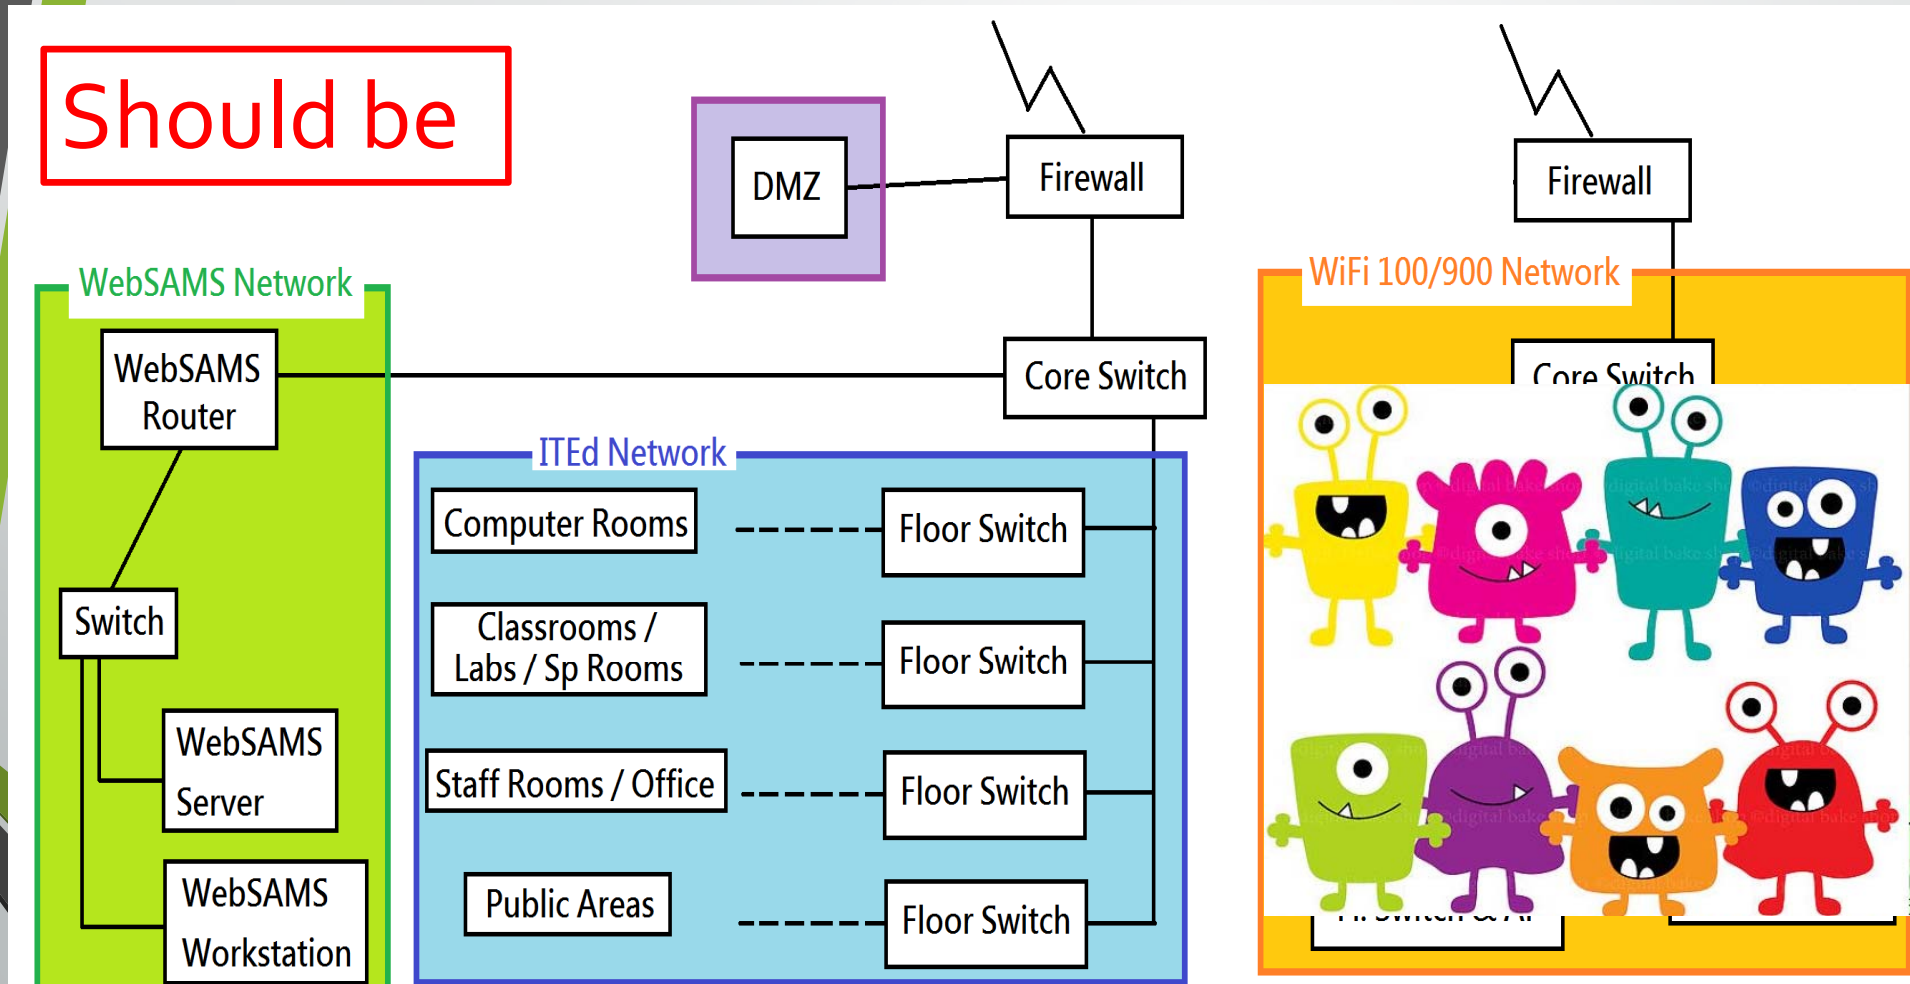 Should be
DMZ
Firewall
Firewall
WebSAMS Network
WiFi 100/900 Network
WebSAMS
Router
Core Switch
Core Switch
ITEd Network
Computer Rooms
Floor Switch
Switch
Classrooms /
Labs / Sp Rooms
Floor Switch
WebSAMS
Server
Staff Rooms / Office
Floor Switch
WebSAMS
Workstation
Public Areas
Floor Switch
Switch &